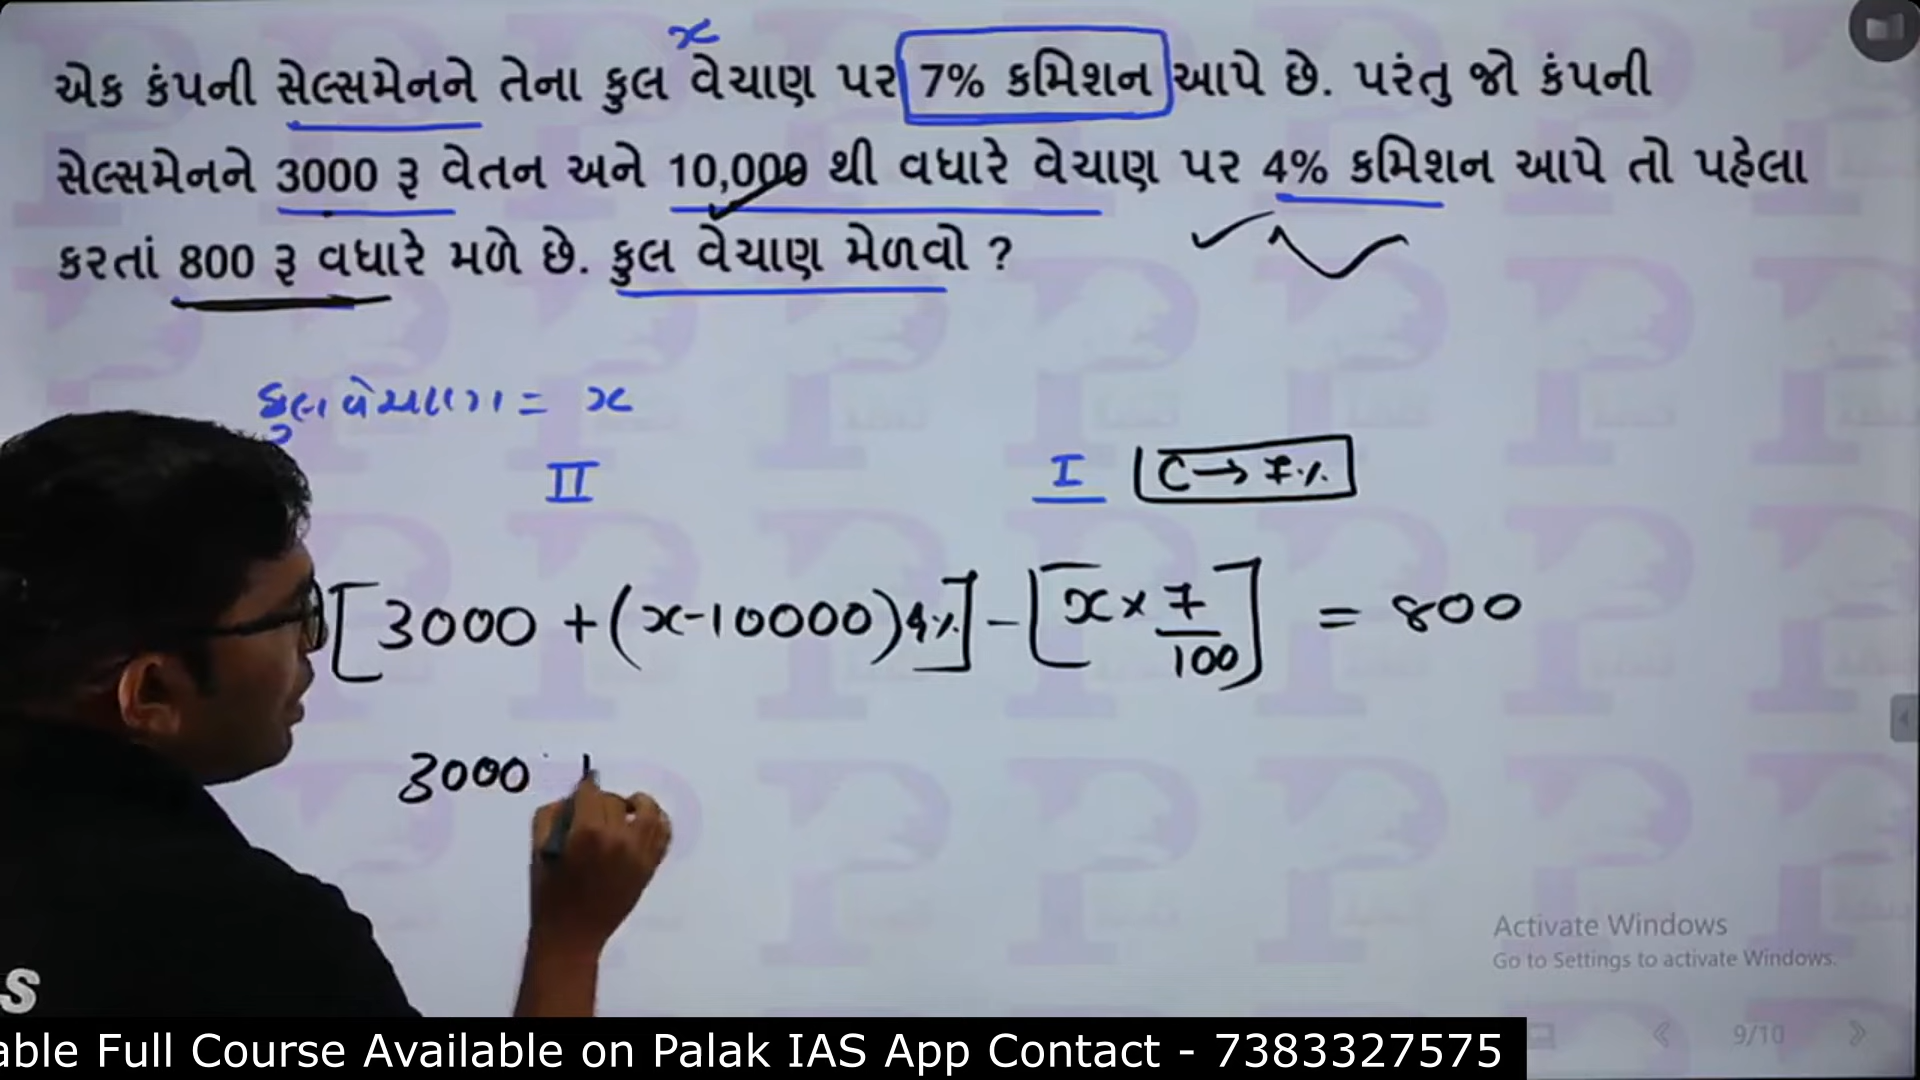 x
એક કંપની સેલ્સમેનને તેના કુલ વેચાણ પર 7% કમિશન આપે છે. પરંતુ જો કંપની
સેલ્સમેનને 3000 રૂ વેતન અને 10,000 થી વધારે વેચાણ પર 4% કમિશન આપે તો પહેલા
કરતાં 800 રૂ વધારે મળે છે. કુલ વેચાણ મેળવો ?
કુલ વેચાણ = x
II I C → 7%
[3000 + (x-10000)4%] - [x × 7/100] = 800
3000 +
Activate Windows
Go to Settings to activate Windows.
S
9/10
able Full Course Available on Palak IAS App Contact - 7383327575